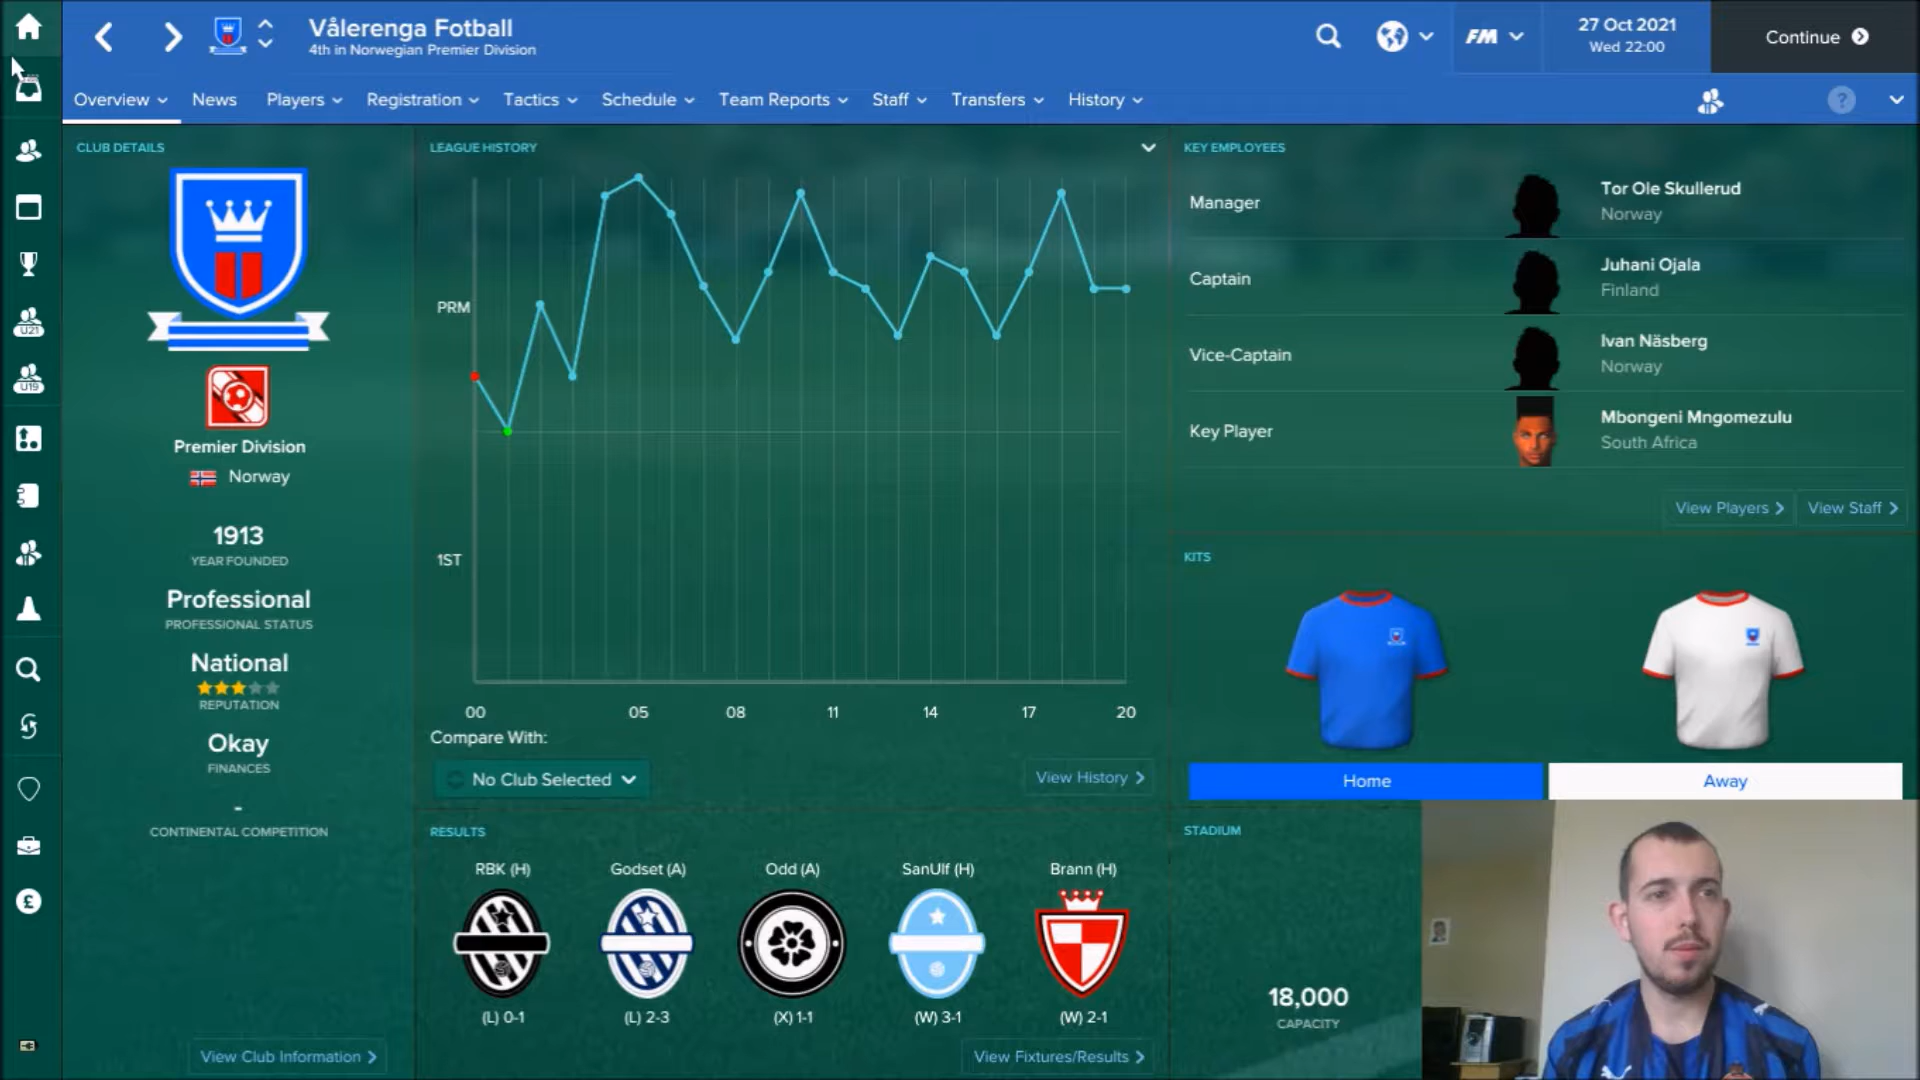 Vålerenga Fotball
4th in Norwegian Premier Division
FM
27 Oct 2021
Wed 22:00
Continue
Overview
News
Players
Registration
Tactics
Schedule
Team Reports
Staff
Transfers
History
?
U21
U19
£
CLUB DETAILS
Premier Division
Norway
1913
YEAR FOUNDED
Professional
PROFESSIONAL STATUS
National
REPUTATION
Okay
FINANCES
-
CONTINENTAL COMPETITION
View Club Information
LEAGUE HISTORY
PRM
1ST
00 05 08 11 14 17 20
Compare With:
No Club Selected
View History
RESULTS
RBK (H)
Godset (A)
Odd (A)
SanUlf (H)
Brann (H)
(L) 0-1
(L) 2-3
(X) 1-1
(W) 3-1
(W) 2-1
View Fixtures/Results
KEY EMPLOYEES
Manager
Tor Ole Skullerud
Norway
Captain
Juhani Ojala
Finland
Vice-Captain
Ivan Näsberg
Norway
Key Player
Mbongeni Mngomezulu
South Africa
View Players
View Staff
KITS
Home
Away
STADIUM
18,000
CAPACITY